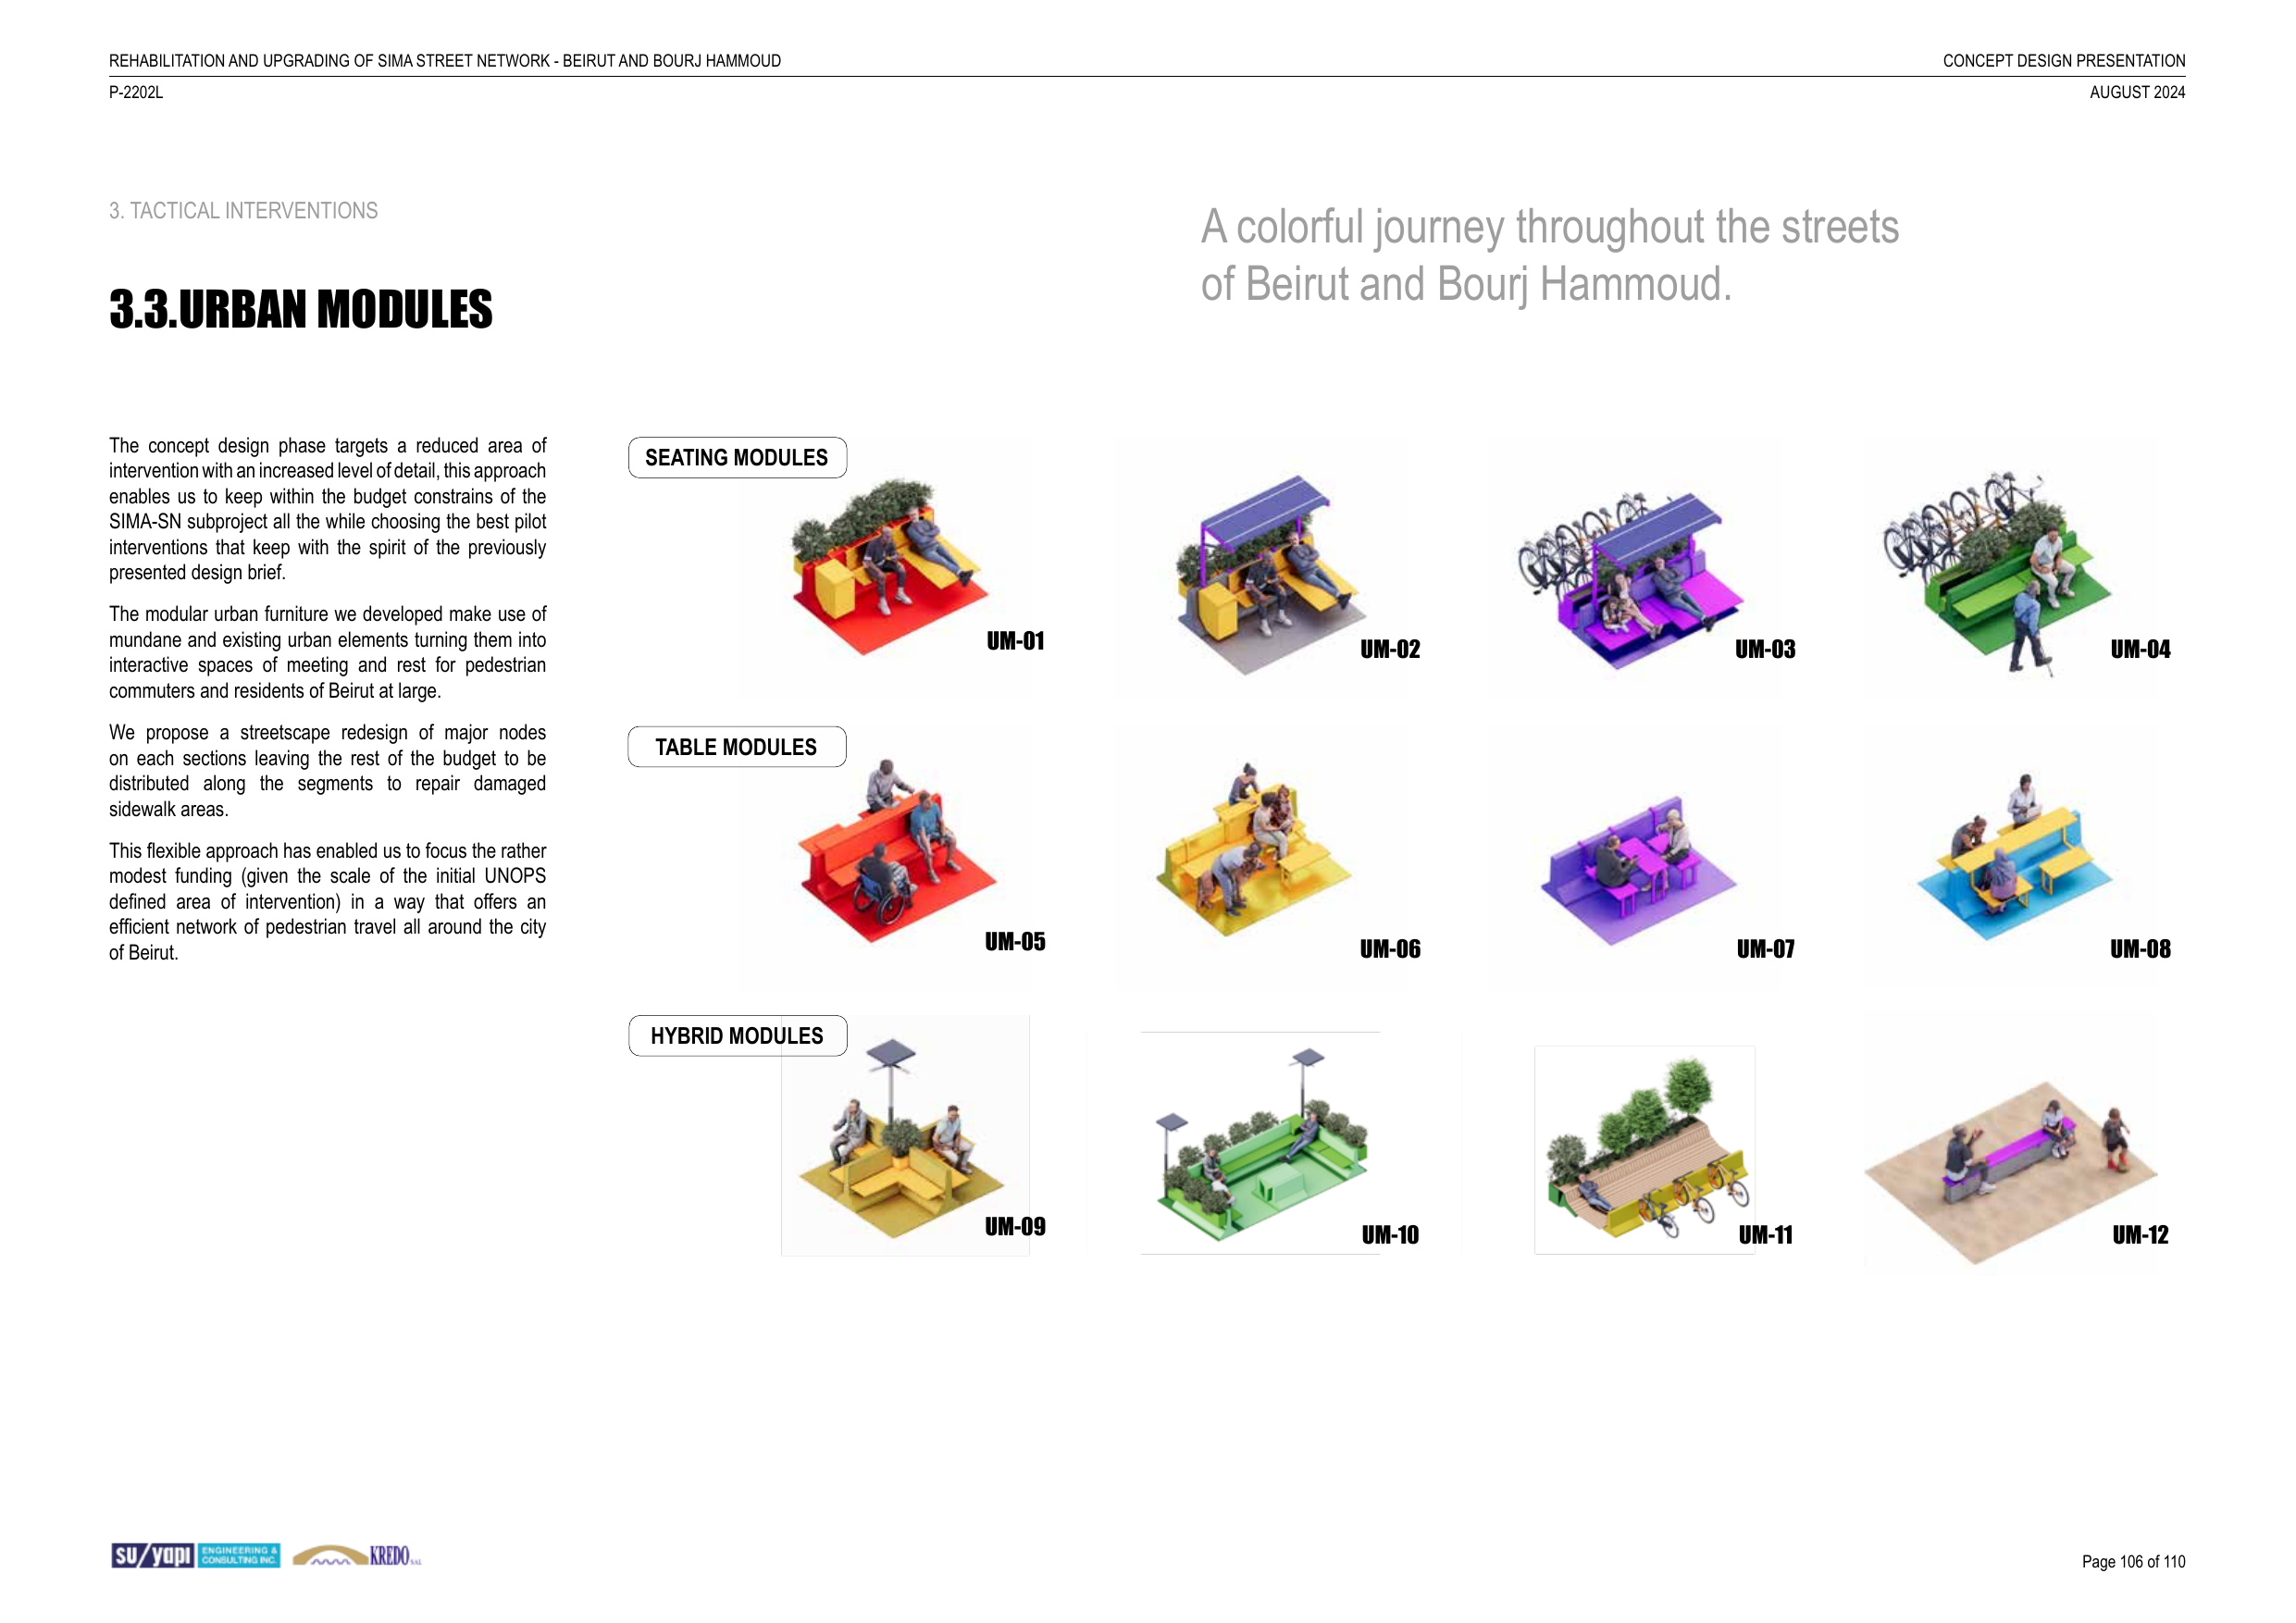 REHABILITATION AND UPGRADING OF SIMA STREET NETWORK - BEIRUT AND BOURJ HAMMOUD
CONCEPT DESIGN PRESENTATION
P-2202L
AUGUST 2024
3. TACTICAL INTERVENTIONS
3.3.URBAN MODULES
A colorful journey throughout the streets
of Beirut and Bourj Hammoud.
The concept design phase targets a reduced area of
intervention with an increased level of detail, this approach
enables us to keep within the budget constrains of the
SIMA-SN subproject all the while choosing the best pilot
interventions that keep with the spirit of the previously
presented design brief.
The modular urban furniture we developed make use of
mundane and existing urban elements turning them into
interactive spaces of meeting and rest for pedestrian
commuters and residents of Beirut at large.
We propose a streetscape redesign of major nodes
on each sections leaving the rest of the budget to be
distributed along the segments to repair damaged
sidewalk areas.
This flexible approach has enabled us to focus the rather
modest funding (given the scale of the initial UNOPS
defined area of intervention) in a way that offers an
efficient network of pedestrian travel all around the city
of Beirut.
SEATING MODULES
UM-01
UM-02
UM-03
UM-04
TABLE MODULES
UM-05
UM-06
UM-07
UM-08
HYBRID MODULES
UM-09
UM-10
UM-11
UM-12
su/yapı
ENGINEERING &
CONSULTING INC.
KREDO SAL
Page 106 of 110